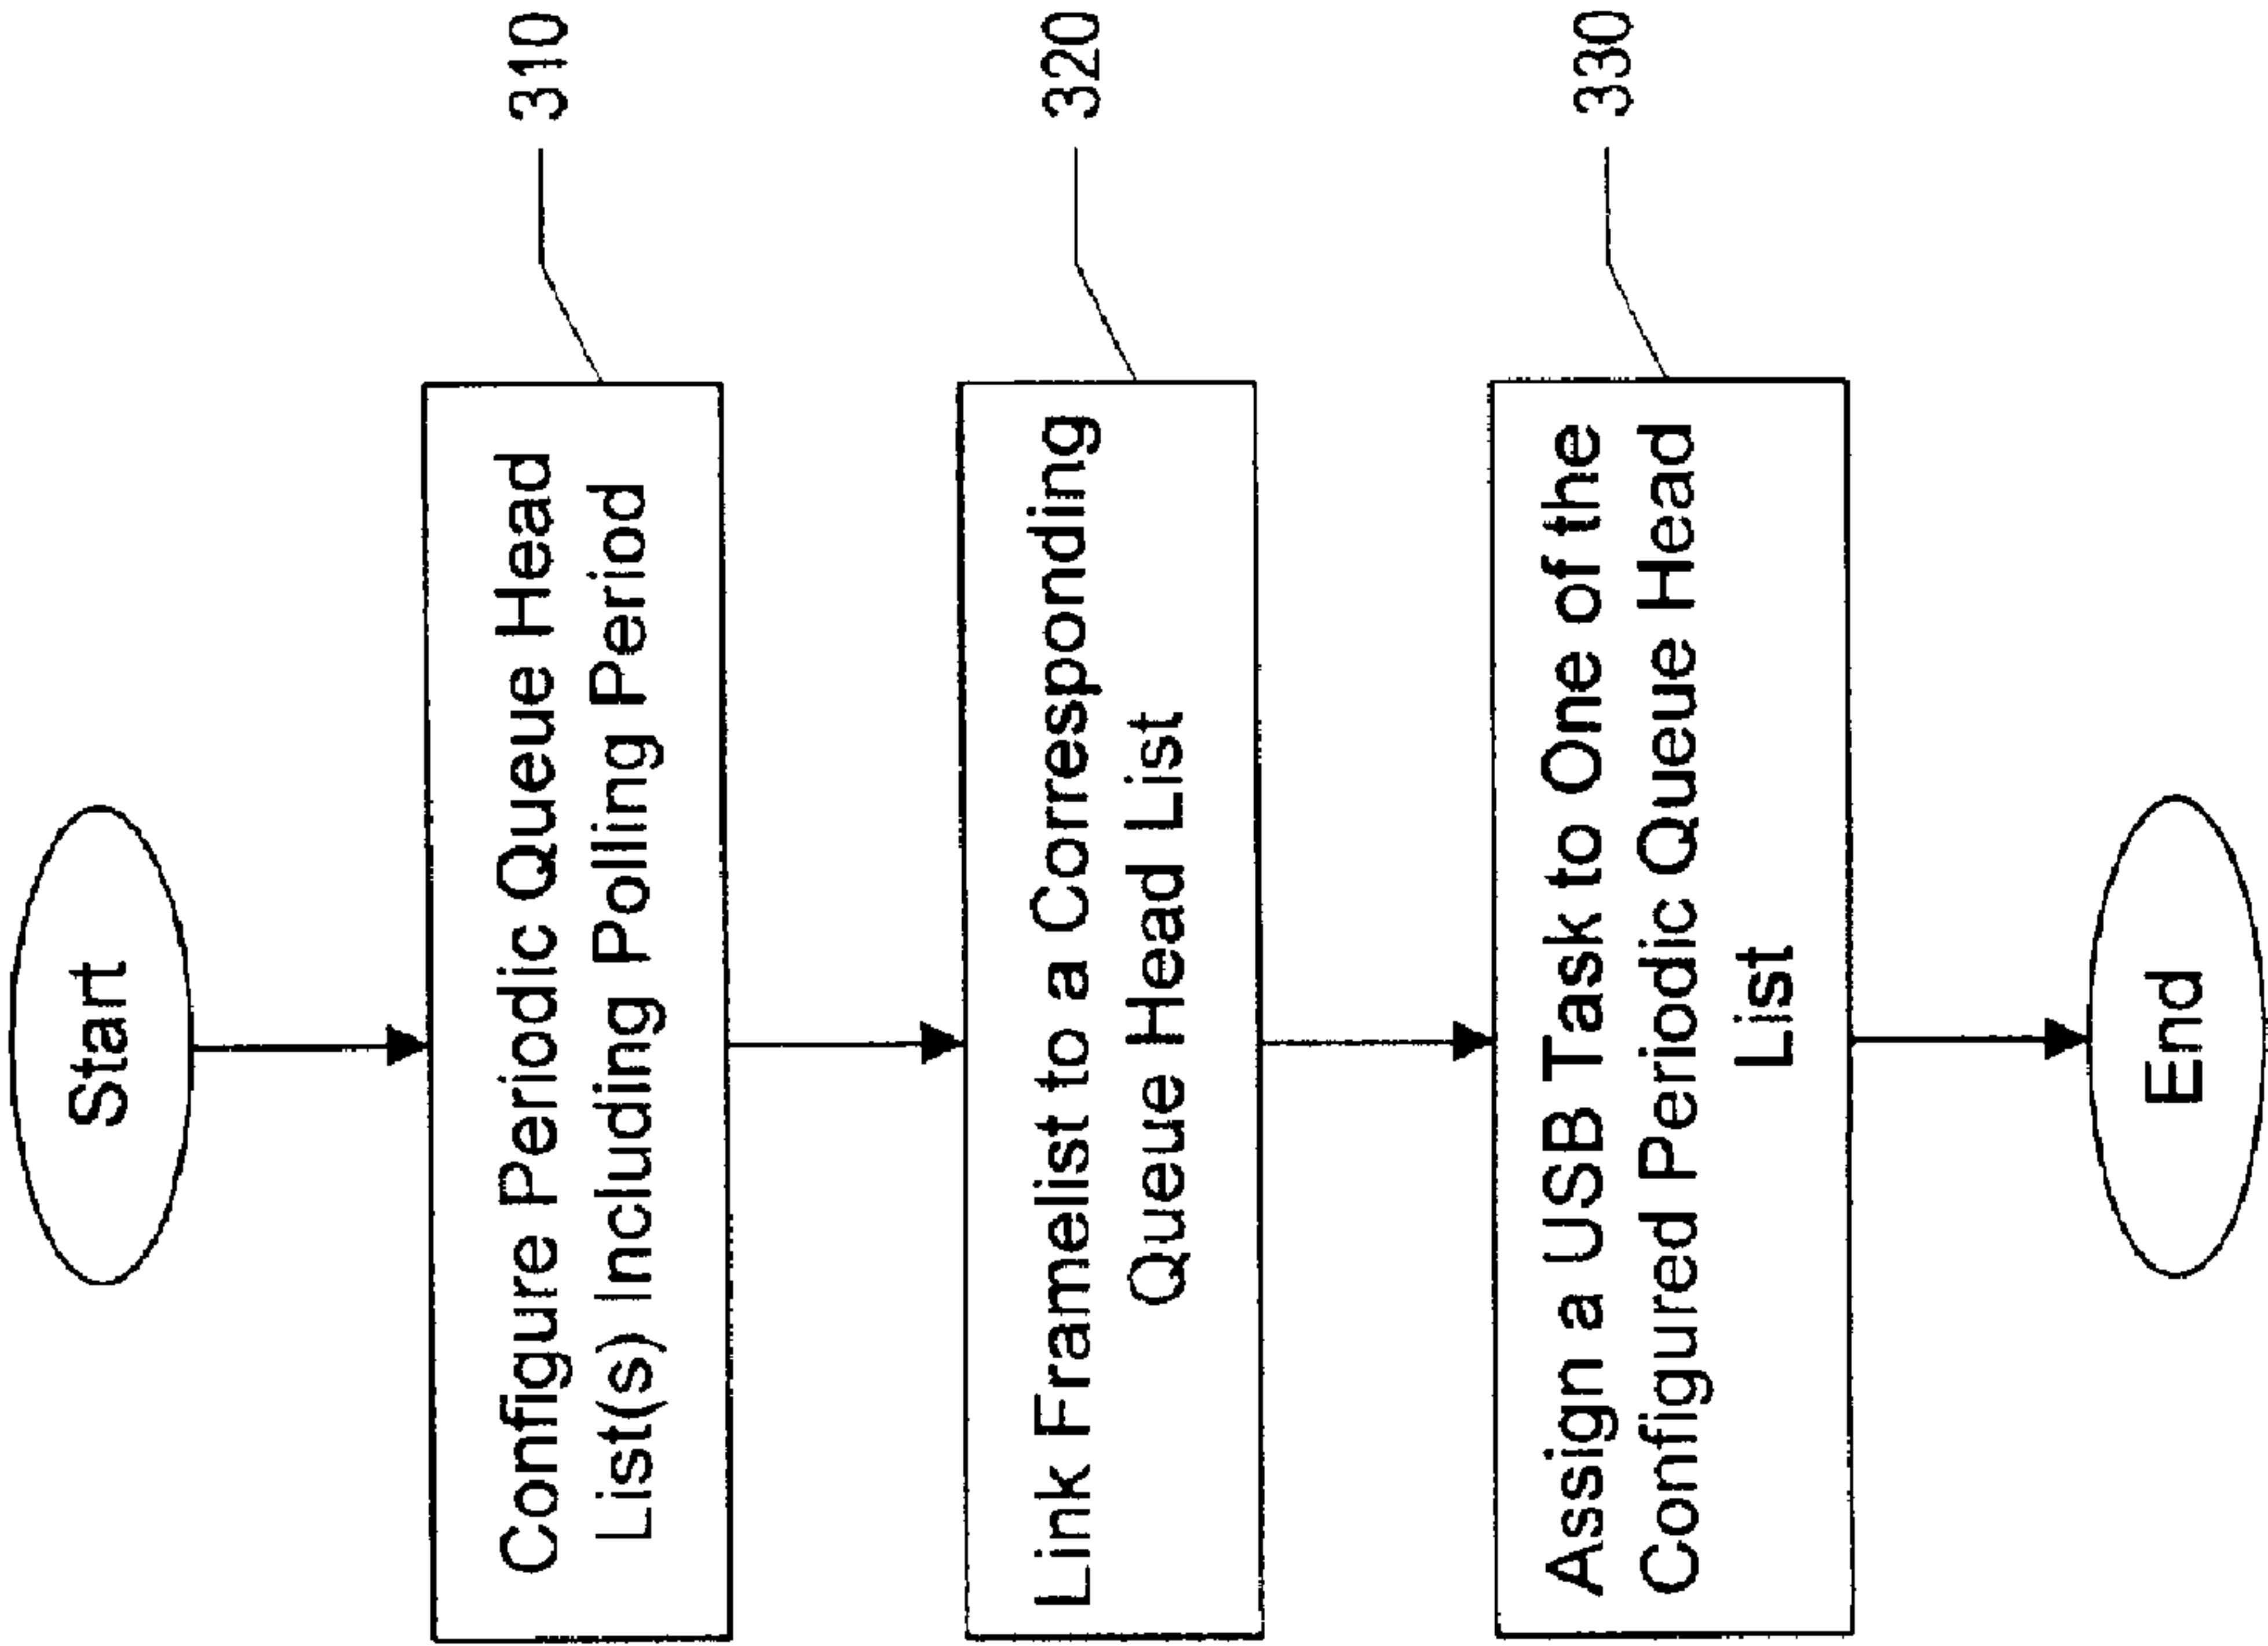 Start
Configure Periodic Queue Head
List(s) Including Polling Period
310
Link Framelist to a Corresponding
Queue Head List
320
Assign a USB Task to One of the
Configured Periodic Queue Head
List
330
End